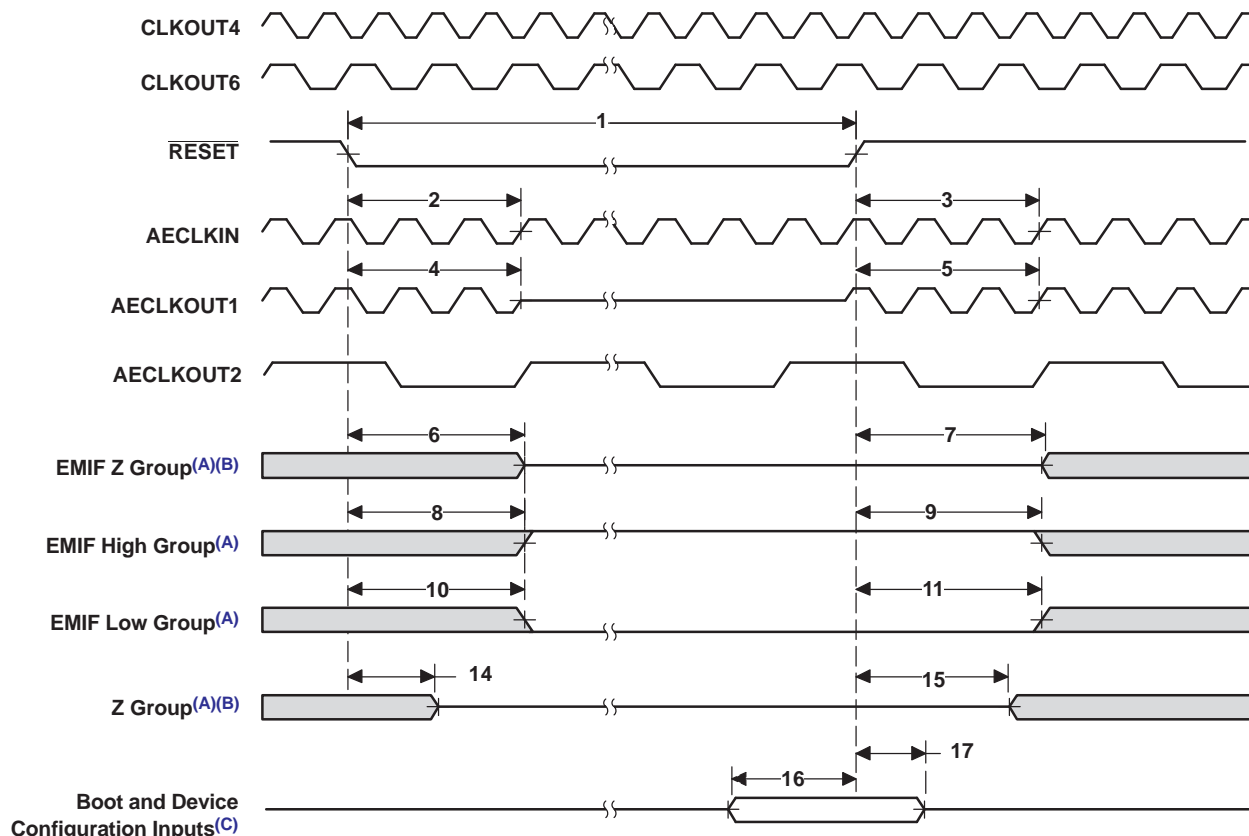 CLKOUT4
CLKOUT6
1
RESET
2
3
AECLKIN
4
5
AECLKOUT1
AECLKOUT2
6
7
EMIF Z Group(A)(B)
8
9
EMIF High Group(A)
10
11
EMIF Low Group(A)
14
15
Z Group(A)(B)
17
16
Boot and Device
Configuration Inputs(C)